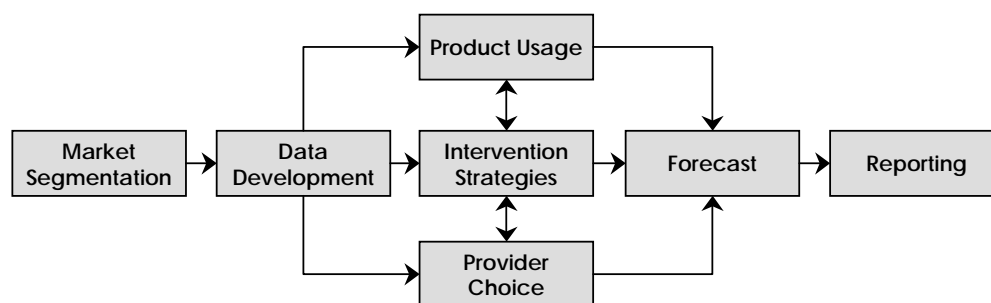 Product Usage
Market
Segmentation
Data
Development
Intervention
Strategies
Forecast
Reporting
Provider
Choice